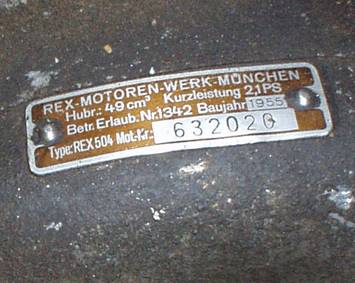 REX-MOTOREN-WERK-MÜNCHEN
Hubr.: 49 cm³ Kurzleistung 2,1 PS
Betr. Erlaub. Nr. 1342 Baujahr 1955
Type: REX 504 Mot.-Nr.: 632020